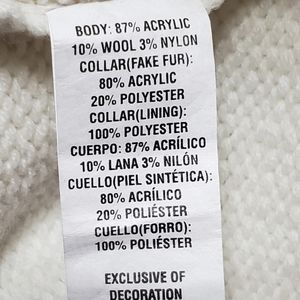 BODY: 87% ACRYLIC
10% WOOL 3% NYLON
COLLAR(FAKE FUR):
80% ACRYLIC
20% POLYESTER
COLLAR(LINING):
100% POLYESTER
CUERPO: 87% ACRÍLICO
10% LANA 3% NILÓN
CUELLO(PIEL SINTÉTICA):
80% ACRÍLICO
20% POLIÉSTER
CUELLO(FORRO):
100% POLIÉSTER
EXCLUSIVE OF
DECORATION